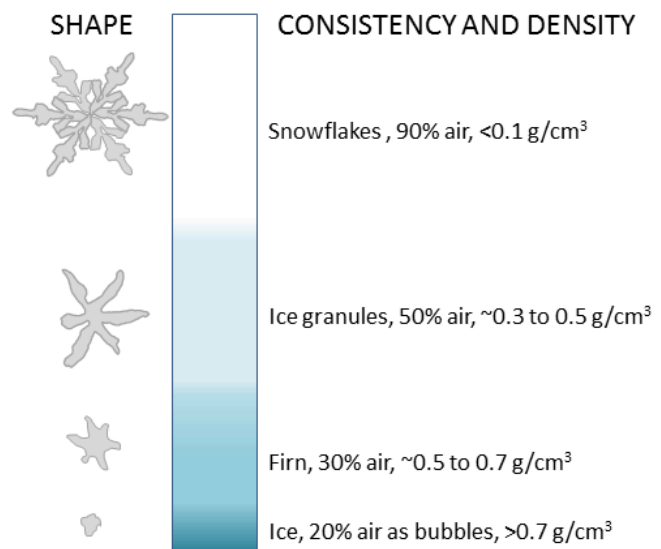 SHAPE
CONSISTENCY AND DENSITY
Snowflakes , 90% air, <0.1 g/cm³
Ice granules, 50% air, ~0.3 to 0.5 g/cm³
Firn, 30% air, ~0.5 to 0.7 g/cm³
Ice, 20% air as bubbles, >0.7 g/cm³